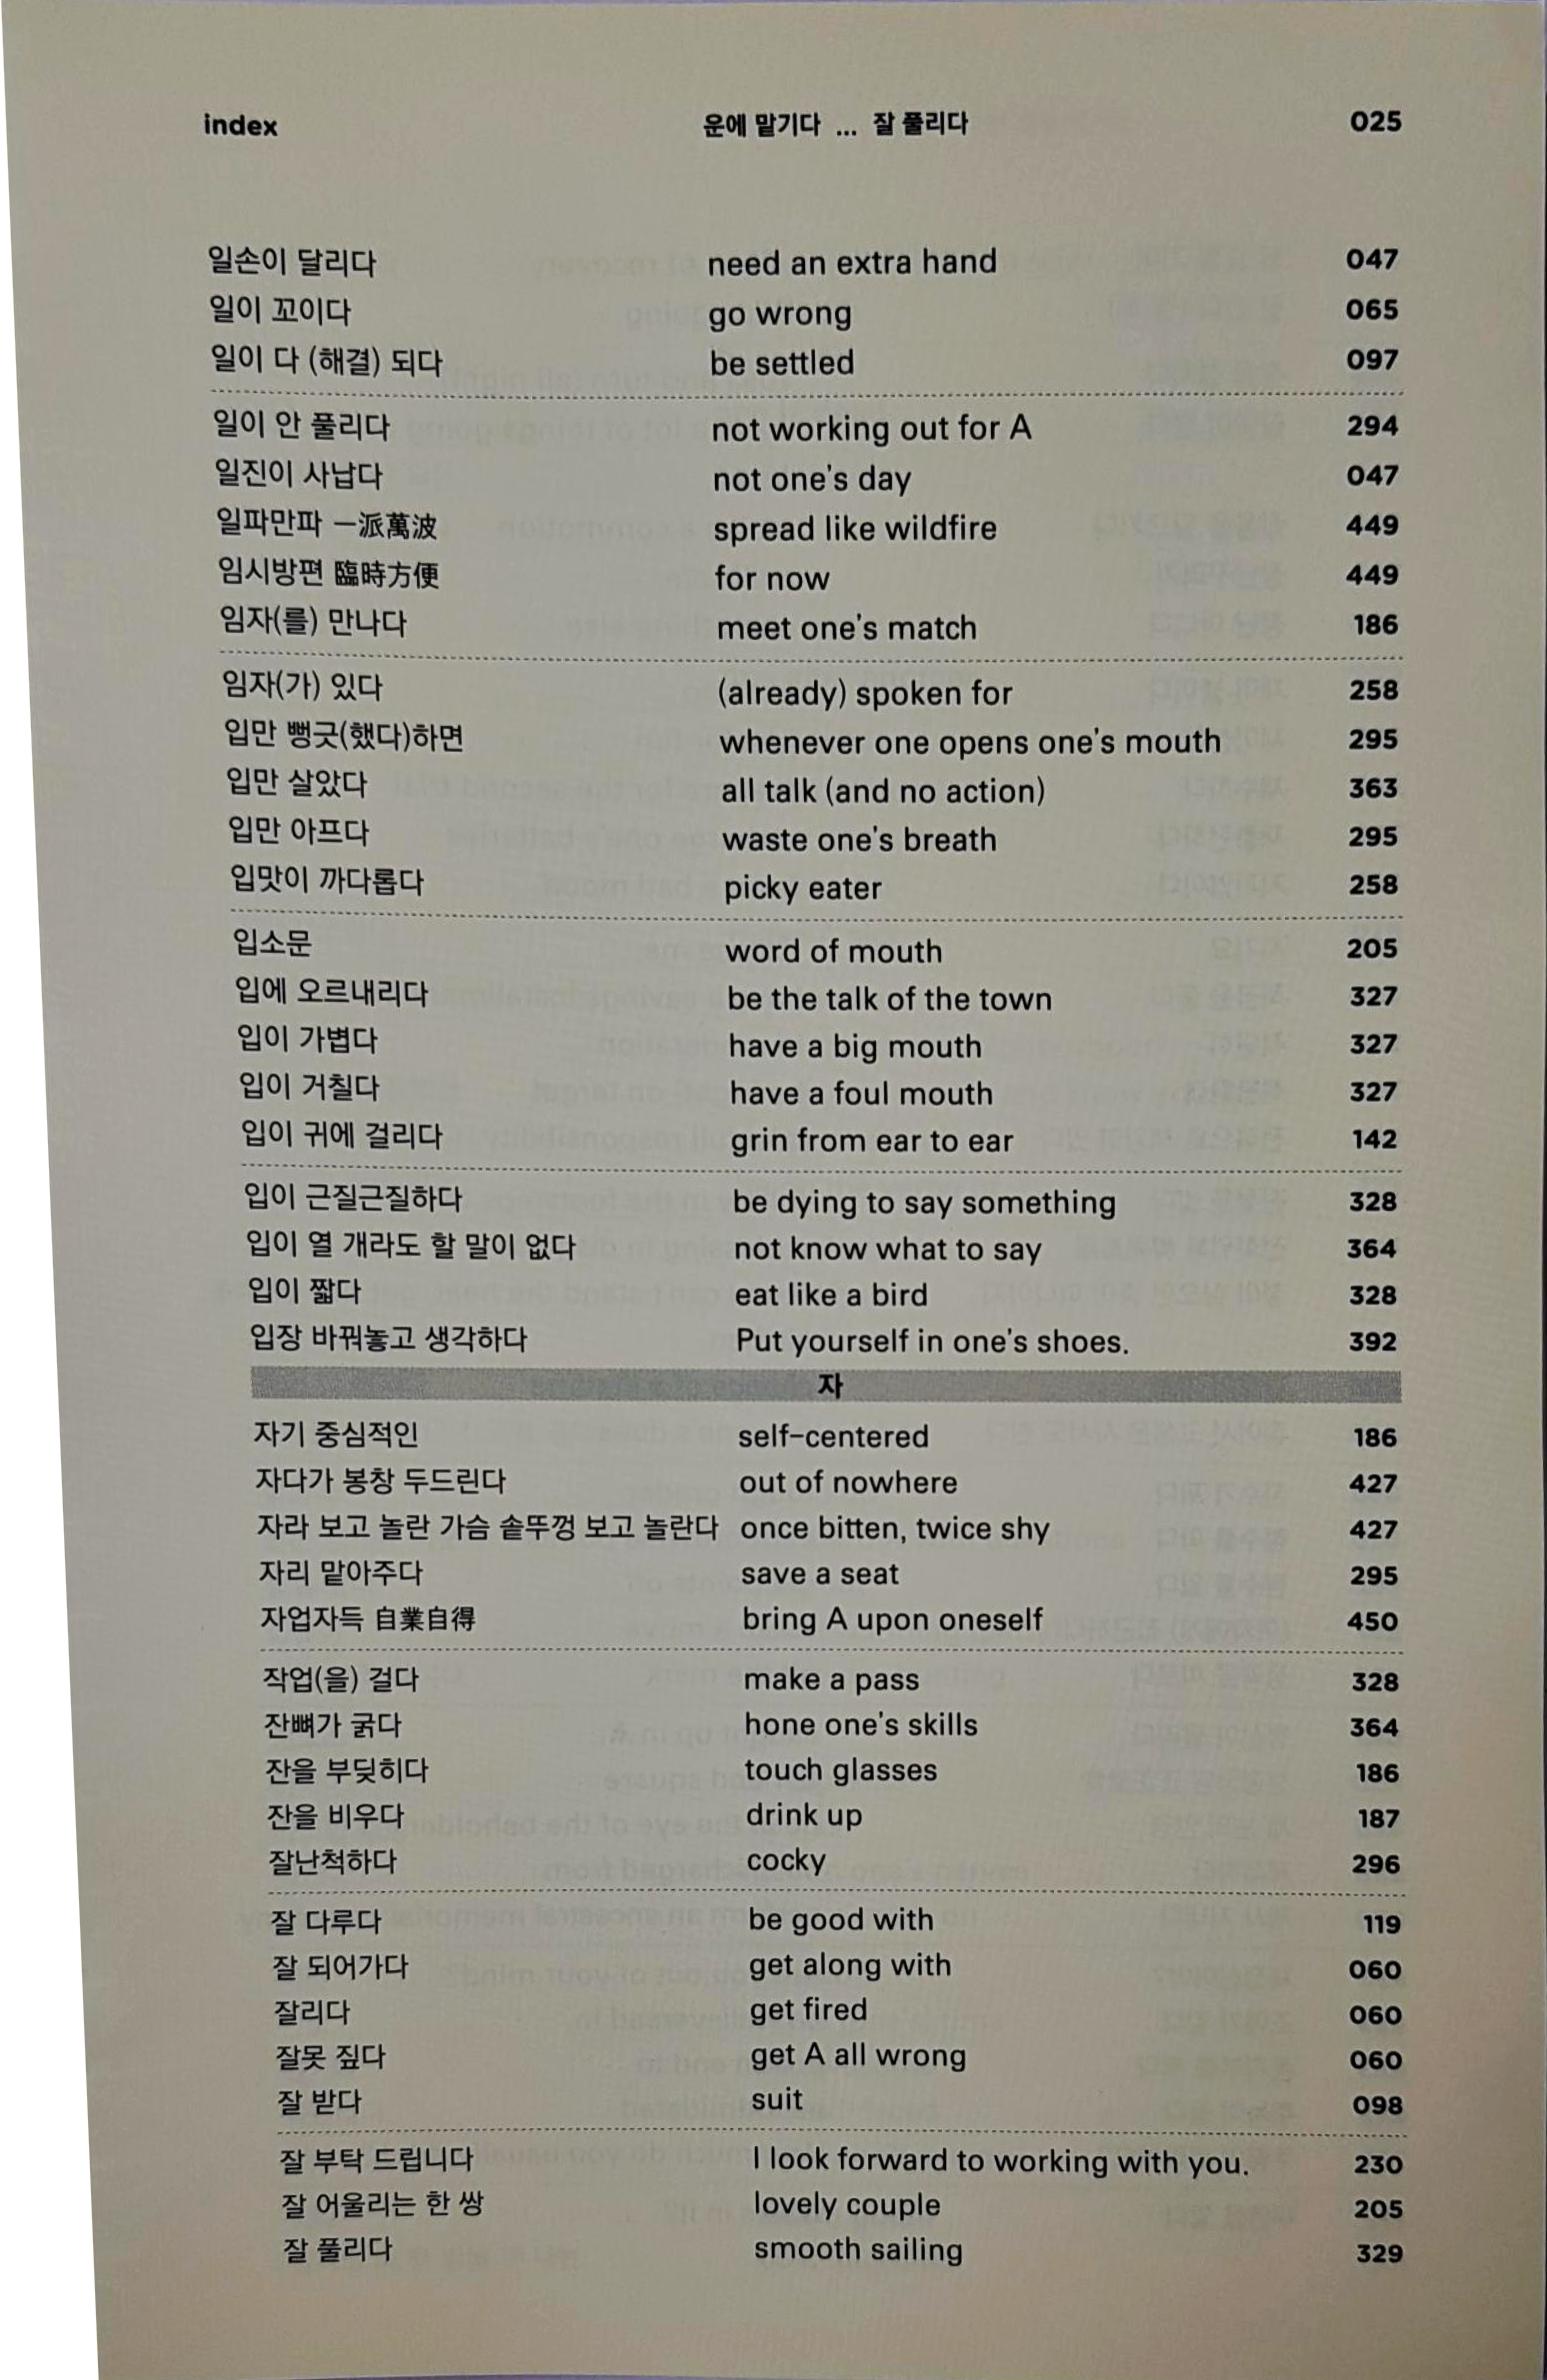 index 운에 맡기다 ... 잘 풀리다 025
일손이 달리다 need an extra hand 047
일이 꼬이다 go wrong 065
일이 다 (해결) 되다 be settled 097
일이 안 풀리다 not working out for A 294
일진이 사납다 not one's day 047
일파만파 一派萬波 spread like wildfire 449
임시방편 臨時方便 for now 449
임자(를) 만나다 meet one's match 186
임자(가) 있다 (already) spoken for 258
입만 뻥긋(했다)하면 whenever one opens one's mouth 295
입만 살았다 all talk (and no action) 363
입만 아프다 waste one's breath 295
입맛이 까다롭다 picky eater 258
입소문 word of mouth 205
입에 오르내리다 be the talk of the town 327
입이 가볍다 have a big mouth 327
입이 거칠다 have a foul mouth 327
입이 귀에 걸리다 grin from ear to ear 142
입이 근질근질하다 be dying to say something 328
입이 열 개라도 할 말이 없다 not know what to say 364
입이 짧다 eat like a bird 328
입장 바꿔놓고 생각하다 Put yourself in one's shoes. 392
자
자기 중심적인 self-centered 186
자다가 봉창 두드린다 out of nowhere 427
자라 보고 놀란 가슴 솥뚜껑 보고 놀란다 once bitten, twice shy 427
자리 맡아주다 save a seat 295
자업자득 自業自得 bring A upon oneself 450
작업(을) 걸다 make a pass 328
잔뼈가 굵다 hone one's skills 364
잔을 부딪히다 touch glasses 186
잔을 비우다 drink up 187
잘난척하다 cocky 296
잘 다루다 be good with 119
잘 되어가다 get along with 060
잘리다 get fired 060
잘못 짚다 get A all wrong 060
잘 받다 suit 098
잘 부탁 드립니다 I look forward to working with you. 230
잘 어울리는 한 쌍 lovely couple 205
잘 풀리다 smooth sailing 329